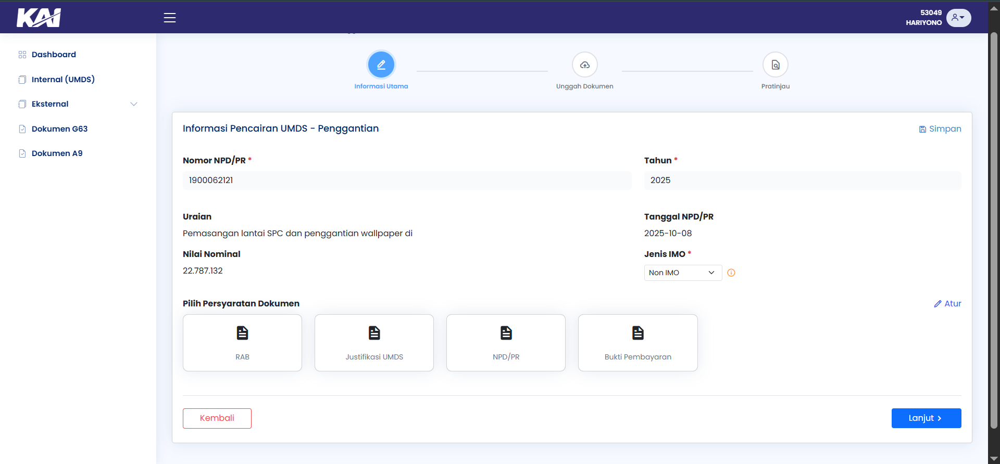 KAI
53049
HARIYONO
Dashboard
Internal (UMDS)
Eksternal
Dokumen G63
Dokumen A9
Informasi Utama
Unggah Dokumen
Pratinjau
Informasi Pencairan UMDS - Penggantian
Simpan
Nomor NPD/PR *
Tahun *
1900062121
2025
Uraian
Tanggal NPD/PR
Pemasangan lantai SPC dan penggantian wallpaper di
2025-10-08
Nilai Nominal
Jenis IMO *
22.787.132
Non IMO
Pilih Persyaratan Dokumen
Atur
RAB
Justifikasi UMDS
NPD/PR
Bukti Pembayaran
Kembali
Lanjut